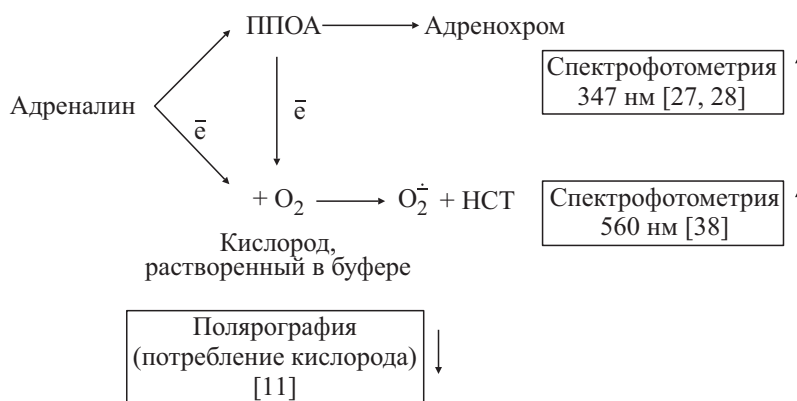 ППОА
Адренохром
Спектрофотометрия
347 нм [27, 28]
Адреналин
e̅
e̅
+ O₂
O₂∸ + НСТ
Спектрофотометрия
560 нм [38]
Кислород,
растворенный в буфере
Полярография
(потребление кислорода)
[11]